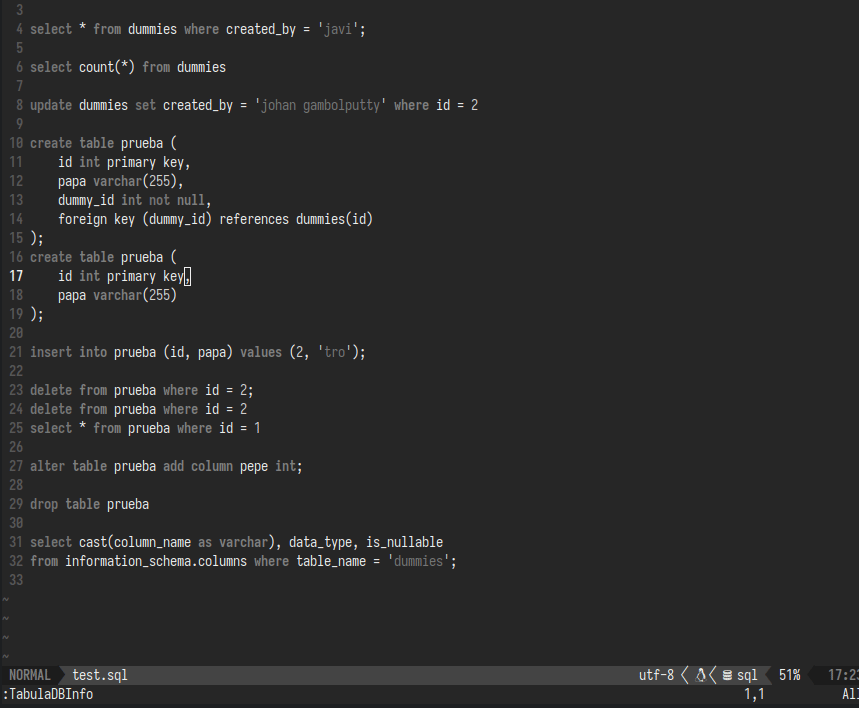 3
4 select * from dummies where created_by = 'javi';
5
6 select count(*) from dummies
7
8 update dummies set created_by = 'johan gambolputty' where id = 2
9
10 create table prueba (
11     id int primary key,
12     papa varchar(255),
13     dummy_id int not null,
14     foreign key (dummy_id) references dummies(id)
15 );
16 create table prueba (
17     id int primary key,
18     papa varchar(255)
19 );
20
21 insert into prueba (id, papa) values (2, 'tro');
22
23 delete from prueba where id = 2;
24 delete from prueba where id = 2
25 select * from prueba where id = 1
26
27 alter table prueba add column pepe int;
28
29 drop table prueba
30
31 select cast(column_name as varchar), data_type, is_nullable
32 from information_schema.columns where table_name = 'dummies';
33
~
~
~
~
NORMAL test.sql utf-8 sql 51% 17:23
:TabulaDBInfo 1,1 All